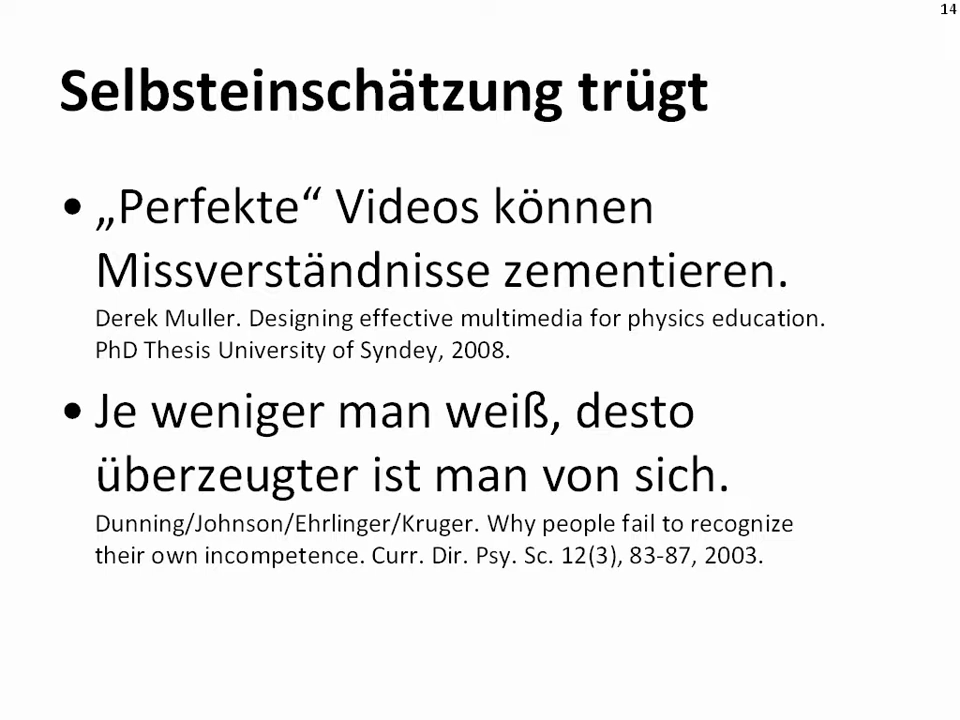 14
Selbsteinschätzung trügt
• „Perfekte“ Videos können
Missverständnisse zementieren.
Derek Muller. Designing effective multimedia for physics education.
PhD Thesis University of Syndey, 2008.
• Je weniger man weiß, desto
überzeugter ist man von sich.
Dunning/Johnson/Ehrlinger/Kruger. Why people fail to recognize
their own incompetence. Curr. Dir. Psy. Sc. 12(3), 83-87, 2003.